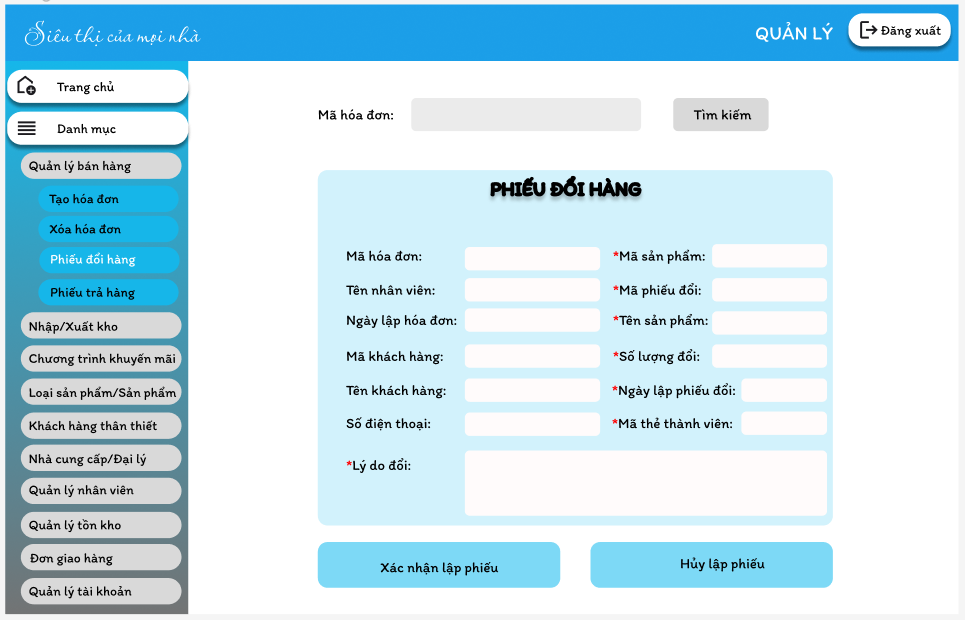 Siêu thị của mọi nhà
QUẢN LÝ
Đăng xuất
Trang chủ
Danh mục
Quản lý bán hàng
Tạo hóa đơn
Xóa hóa đơn
Phiếu đổi hàng
Phiếu trả hàng
Nhập/Xuất kho
Chương trình khuyến mãi
Loại sản phẩm/Sản phẩm
Khách hàng thân thiết
Nhà cung cấp/Đại lý
Quản lý nhân viên
Quản lý tồn kho
Đơn giao hàng
Quản lý tài khoản
Mã hóa đơn:
Tìm kiếm
PHIẾU ĐỔI HÀNG
Mã hóa đơn:
*Mã sản phẩm:
Tên nhân viên:
*Mã phiếu đổi:
Ngày lập hóa đơn:
*Tên sản phẩm:
Mã khách hàng:
*Số lượng đổi:
Tên khách hàng:
*Ngày lập phiếu đổi:
Số điện thoại:
*Mã thẻ thành viên:
*Lý do đổi:
Xác nhận lập phiếu
Hủy lập phiếu